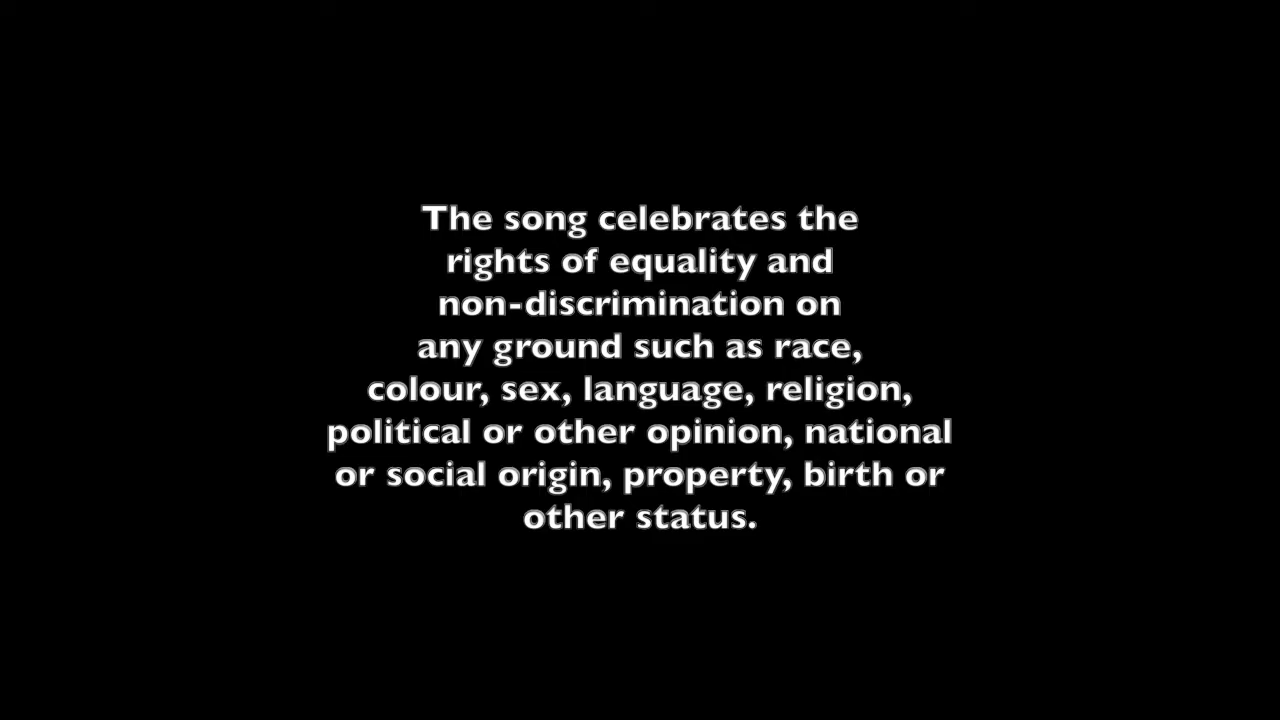 The song celebrates the
rights of equality and
non-discrimination on
any ground such as race,
colour, sex, language, religion,
political or other opinion, national
or social origin, property, birth or
other status.